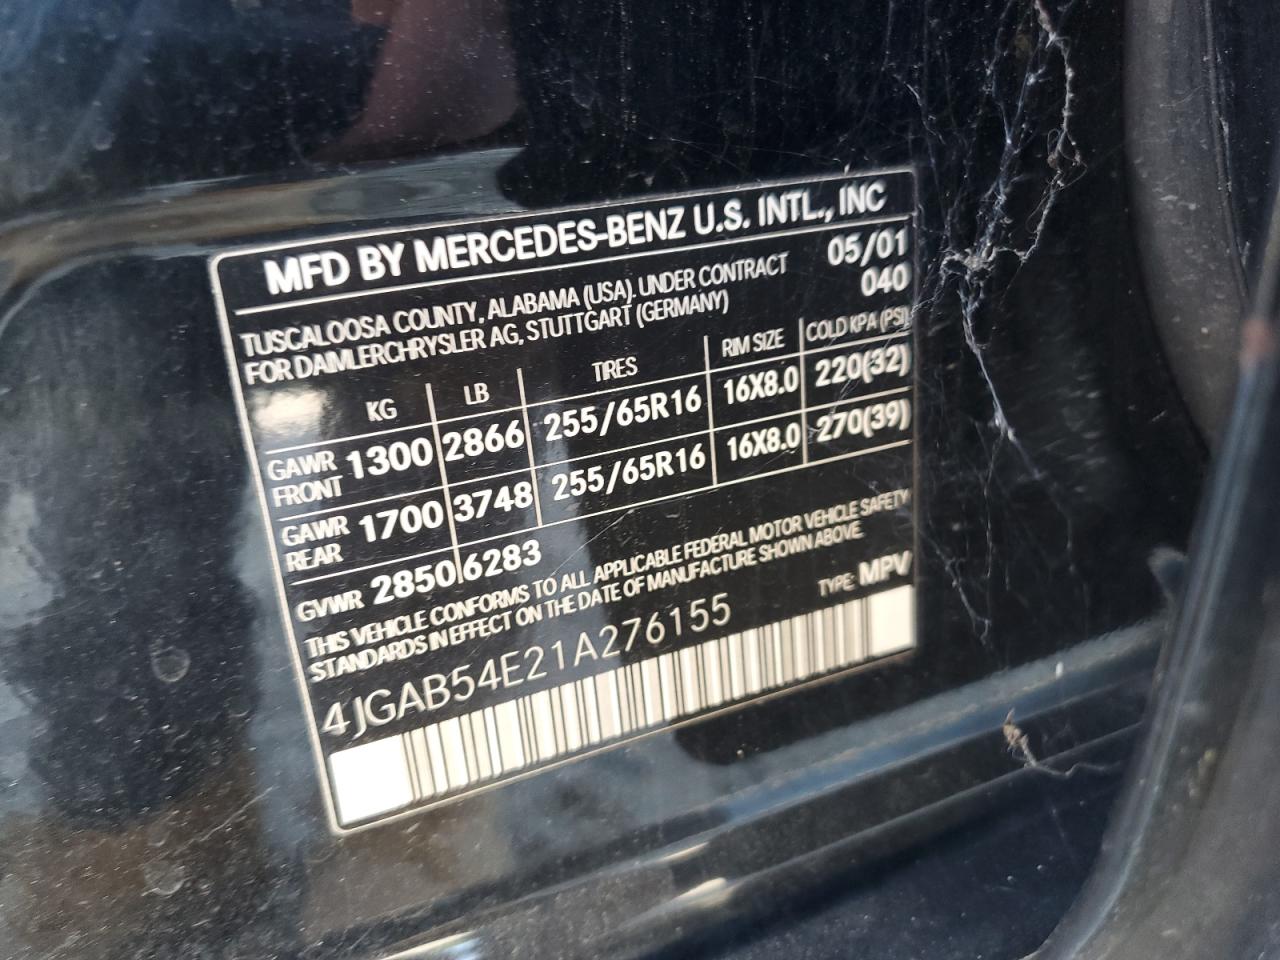 MFD BY MERCEDES-BENZ U.S. INTL., INC
TUSCALOOSA COUNTY, ALABAMA (USA). UNDER CONTRACT 05/01
FOR DAIMLERCHRYSLER AG, STUTTGART (GERMANY) 040
KG LB TIRES RIM SIZE COLD KPA (PSI)
GAWR FRONT 1300 2866 255/65R16 16X8.0 220(32)
GAWR REAR 1700 3748 255/65R16 16X8.0 270(39)
GVWR 2850 6283
THIS VEHICLE CONFORMS TO ALL APPLICABLE FEDERAL MOTOR VEHICLE SAFETY
STANDARDS IN EFFECT ON THE DATE OF MANUFACTURE SHOWN ABOVE.
4JGAB54E21A276155 TYPE: MPV